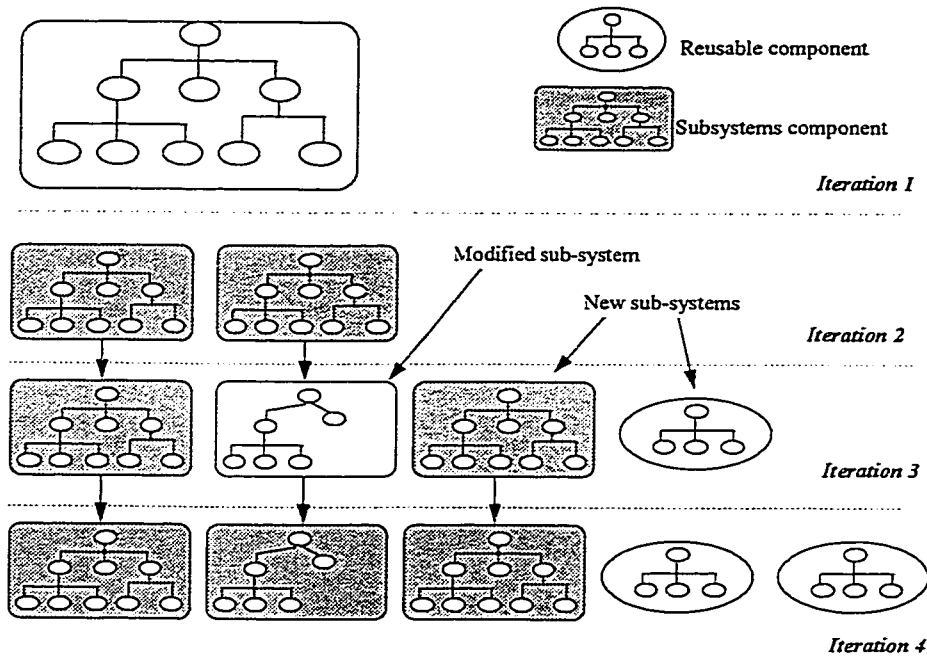 Reusable component
Subsystems component
Iteration 1
Modified sub-system
New sub-systems
Iteration 2
Iteration 3
Iteration 4